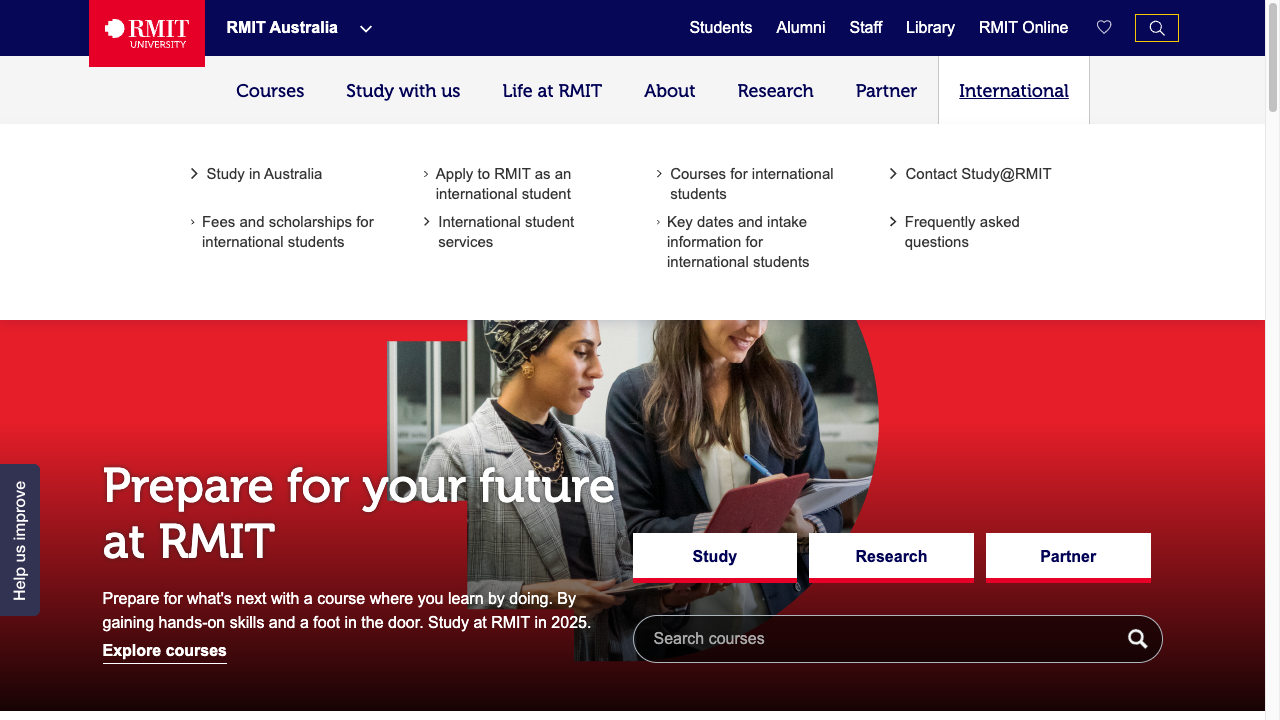 RMIT
UNIVERSITY
RMIT Australia
Students
Alumni
Staff
Library
RMIT Online
Courses
Study with us
Life at RMIT
About
Research
Partner
International
Study in Australia
Apply to RMIT as an
international student
Courses for international
students
Contact Study@RMIT
Fees and scholarships for
international students
International student
services
Key dates and intake
information for
international students
Frequently asked
questions
Prepare for your future
at RMIT
Prepare for what's next with a course where you learn by doing. By
gaining hands-on skills and a foot in the door. Study at RMIT in 2025.
Explore courses
Study
Research
Partner
Search courses
Help us improve